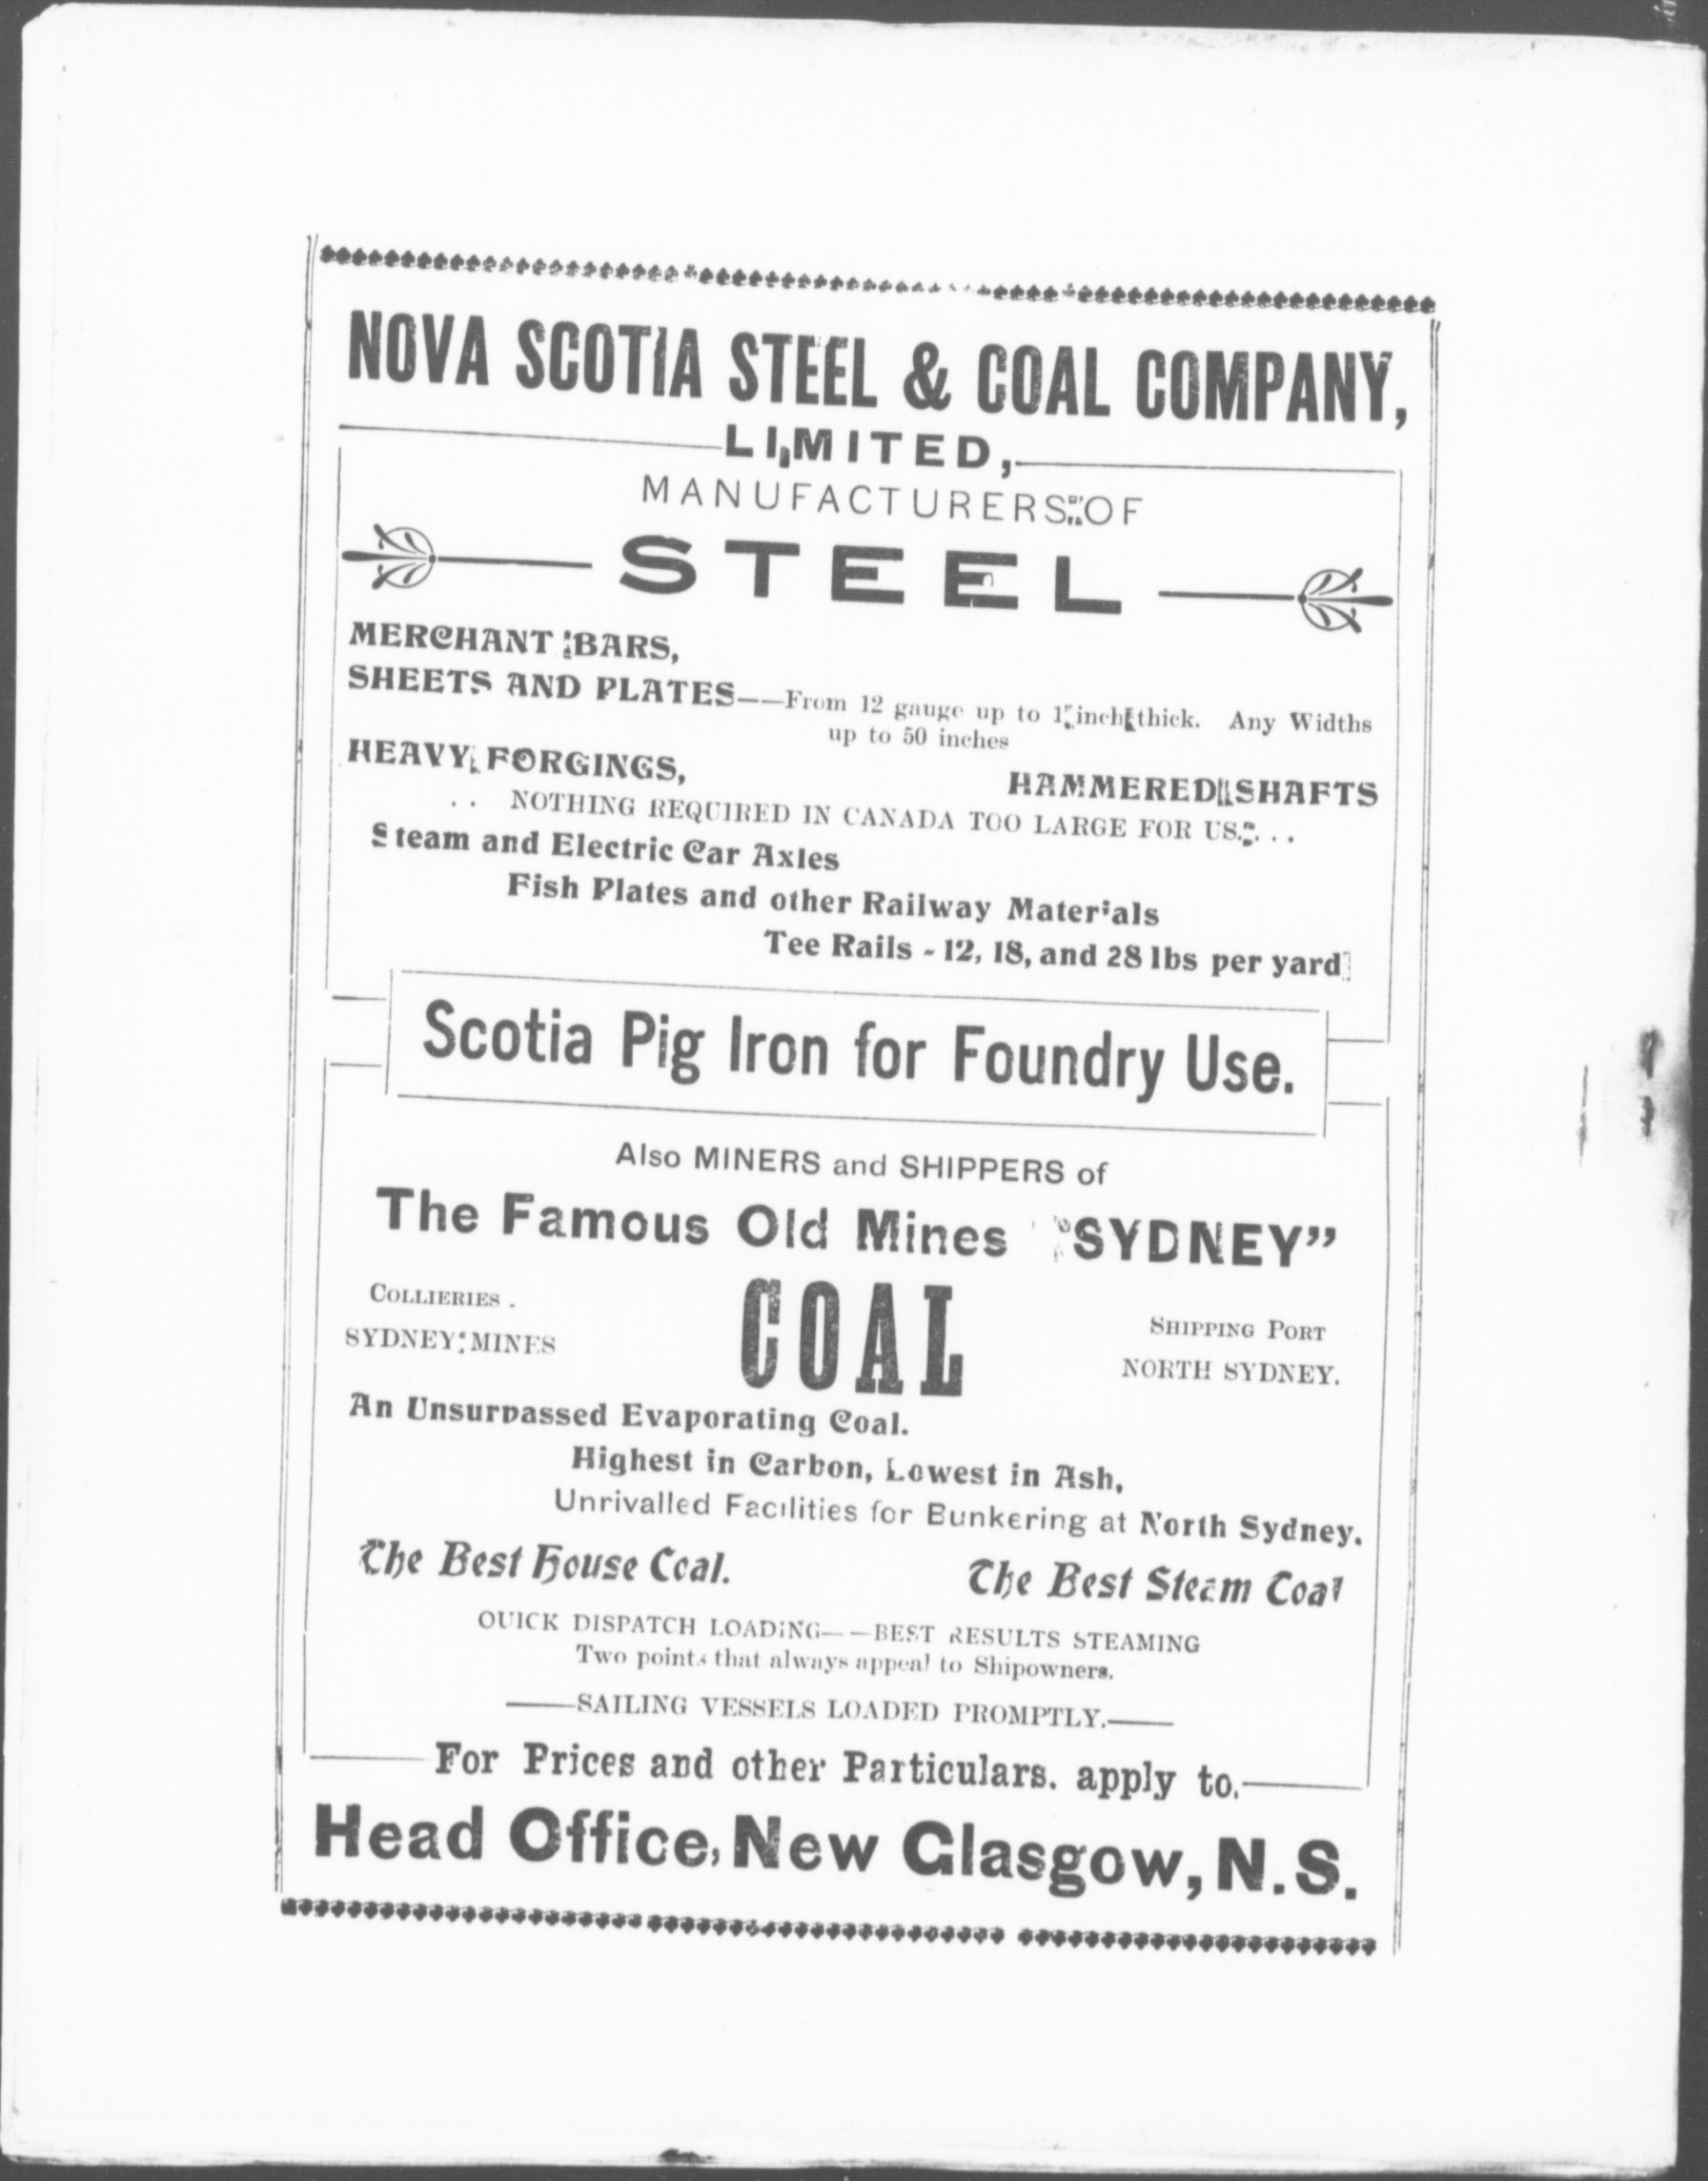 NOVA SCOTIA STEEL & COAL COMPANY,
LIMITED,
MANUFACTURERS OF
STEEL
MERCHANT BARS,
SHEETS AND PLATES——From 12 gauge up to 1 inch thick. Any Widths
up to 50 inches
HEAVY FORGINGS, HAMMERED SHAFTS
. . NOTHING REQUIRED IN CANADA TOO LARGE FOR US. . . .
Steam and Electric Car Axles
Fish Plates and other Railway Materials
Tee Rails - 12, 18, and 28 lbs per yard
Scotia Pig Iron for Foundry Use.
Also MINERS and SHIPPERS of
The Famous Old Mines "SYDNEY"
COLLIERIES .
SYDNEY MINES
COAL
SHIPPING PORT
NORTH SYDNEY.
An Unsurpassed Evaporating Coal.
Highest in Carbon, Lowest in Ash,
Unrivalled Facilities for Bunkering at North Sydney.
The Best House Coal. The Best Steam Coal
QUICK DISPATCH LOADING——BEST RESULTS STEAMING
Two points that always appeal to Shipowners.
——SAILING VESSELS LOADED PROMPTLY.——
For Prices and other Particulars. apply to,
Head Office, New Glasgow, N.S.